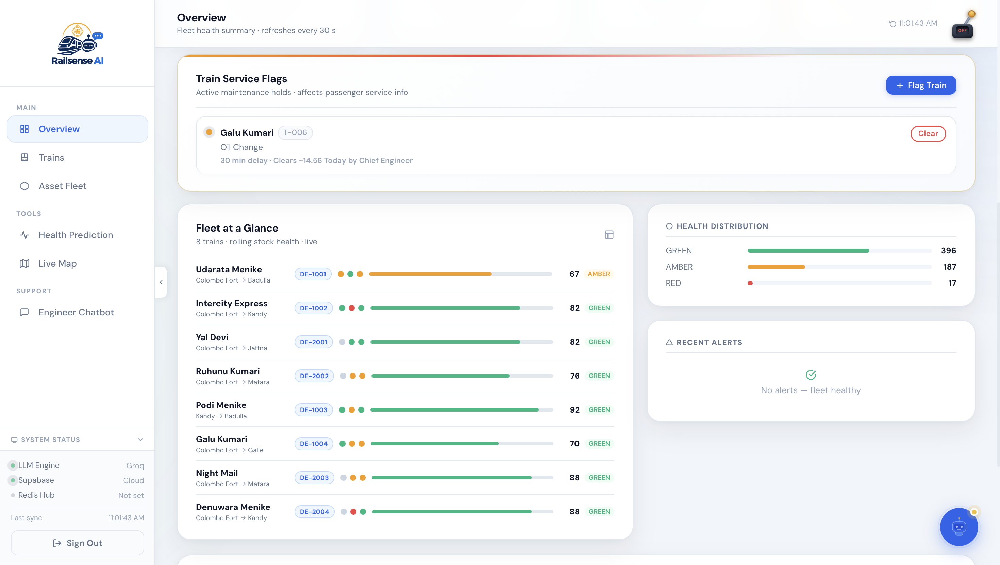 Railsense AI
MAIN
Overview
Trains
Asset Fleet
TOOLS
Health Prediction
Live Map
SUPPORT
Engineer Chatbot
SYSTEM STATUS
LLM Engine Groq
Supabase Cloud
Redis Hub Not set
Last sync 11:01:43 AM
Sign Out
Overview
Fleet health summary · refreshes every 30 s
11:01:43 AM
OFF
Train Service Flags
Active maintenance holds · affects passenger service info
+ Flag Train
Galu Kumari T-006
Clear
Oil Change
30 min delay · Clears ~14.56 Today by Chief Engineer
Fleet at a Glance
8 trains · rolling stock health · live
Udarata Menike
Colombo Fort → Badulla
DE-1001 67 AMBER
Intercity Express
Colombo Fort → Kandy
DE-1002 82 GREEN
Yal Devi
Colombo Fort → Jaffna
DE-2001 82 GREEN
Ruhunu Kumari
Colombo Fort → Matara
DE-2002 76 GREEN
Podi Menike
Kandy → Badulla
DE-1003 92 GREEN
Galu Kumari
Colombo Fort → Galle
DE-1004 70 GREEN
Night Mail
Colombo Fort → Matara
DE-2003 88 GREEN
Denuwara Menike
Colombo Fort → Kandy
DE-2004 88 GREEN
HEALTH DISTRIBUTION
GREEN 396
AMBER 187
RED 17
RECENT ALERTS
No alerts — fleet healthy